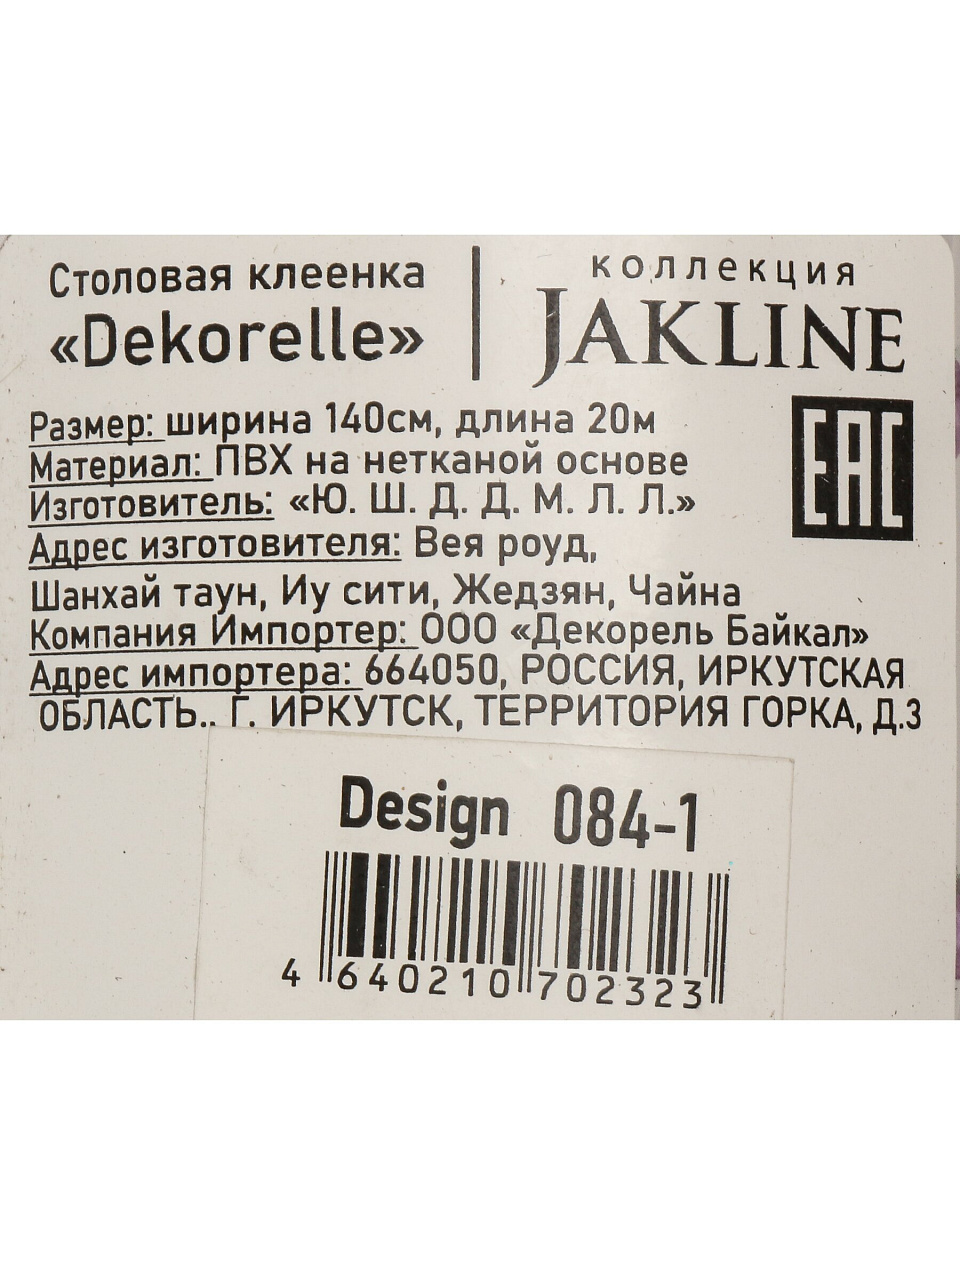 Столовая клеенка
«Dekorelle»
коллекция
JAKLINE
Размер: ширина 140см, длина 20м
Материал: ПВХ на нетканой основе
Изготовитель: «Ю. Ш. Д. Д. М. Л. Л.»
Адрес изготовителя: Вея роуд,
Шанхай таун, Иу сити, Жедзян, Чайна
Компания Импортер: ООО «Декорель Байкал»
Адрес импортера: 664050, РОССИЯ, ИРКУТСКАЯ
ОБЛАСТЬ.. Г. ИРКУТСК, ТЕРРИТОРИЯ ГОРКА, Д.3
EAC
Design 084-1
4 640210 702323